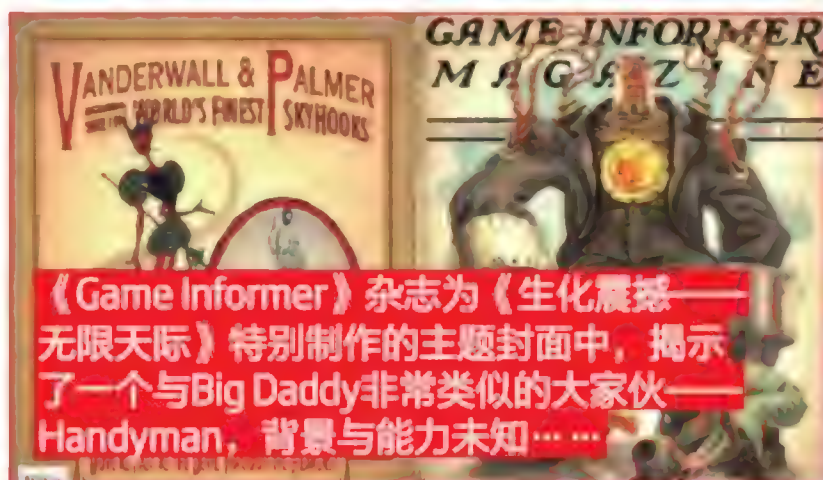 VANDERWALL & PALMER
WORLD'S FINEST SKYHOOKS
GAME INFORMER
MAGAZINE
《Game Informer》杂志为《生化震撼——
无限天际》特别制作的主题封面中，揭示
了一个与Big Daddy非常类似的大家伙——
Handyman，背景与能力未知……